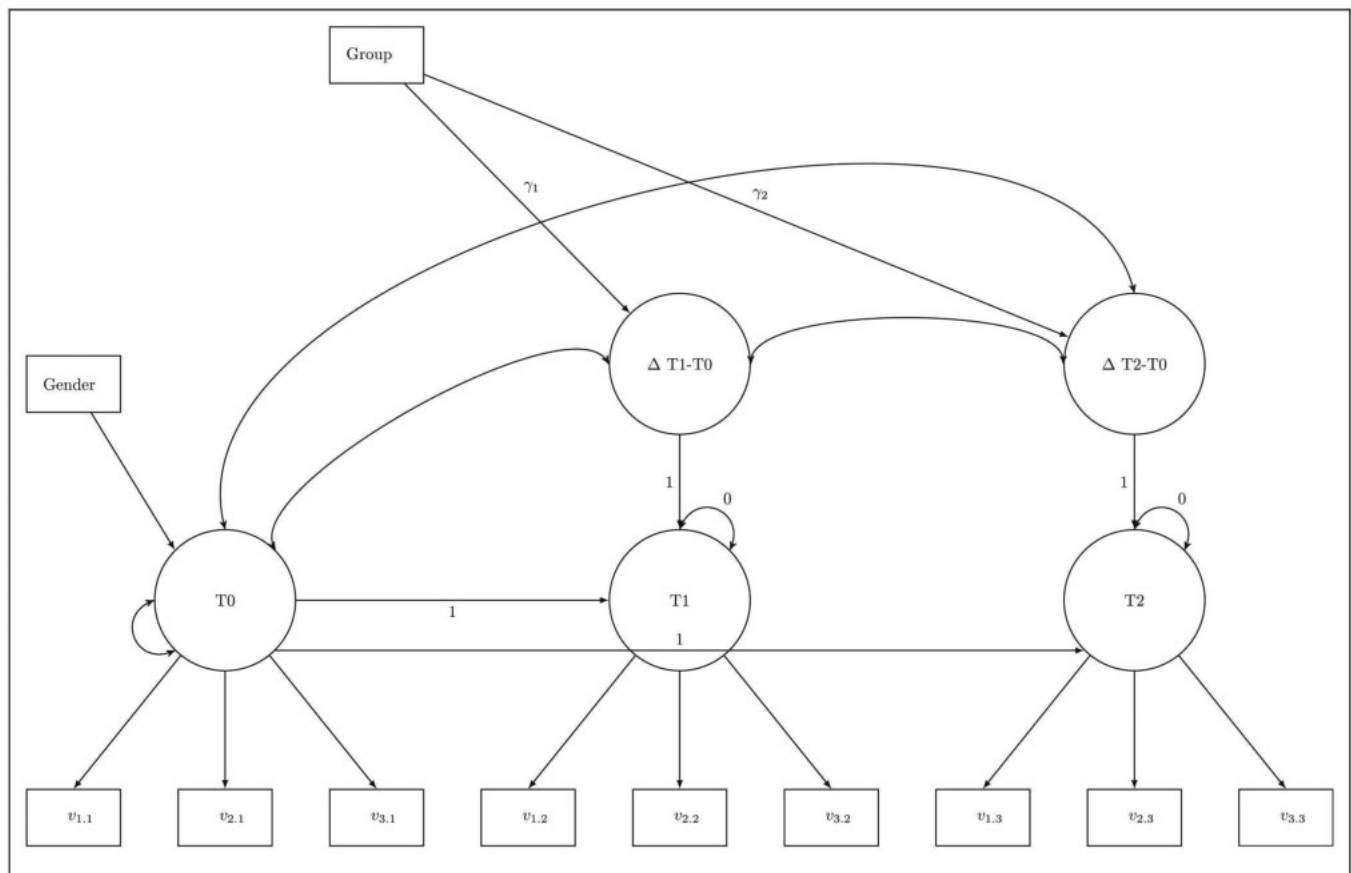 Group
γ₁
γ₂
Δ T1-T0
Δ T2-T0
Gender
1
0
1
0
T0
1
T1
1
T2
v₁.₁
v₂.₁
v₃.₁
v₁.₂
v₂.₂
v₃.₂
v₁.₃
v₂.₃
v₃.₃